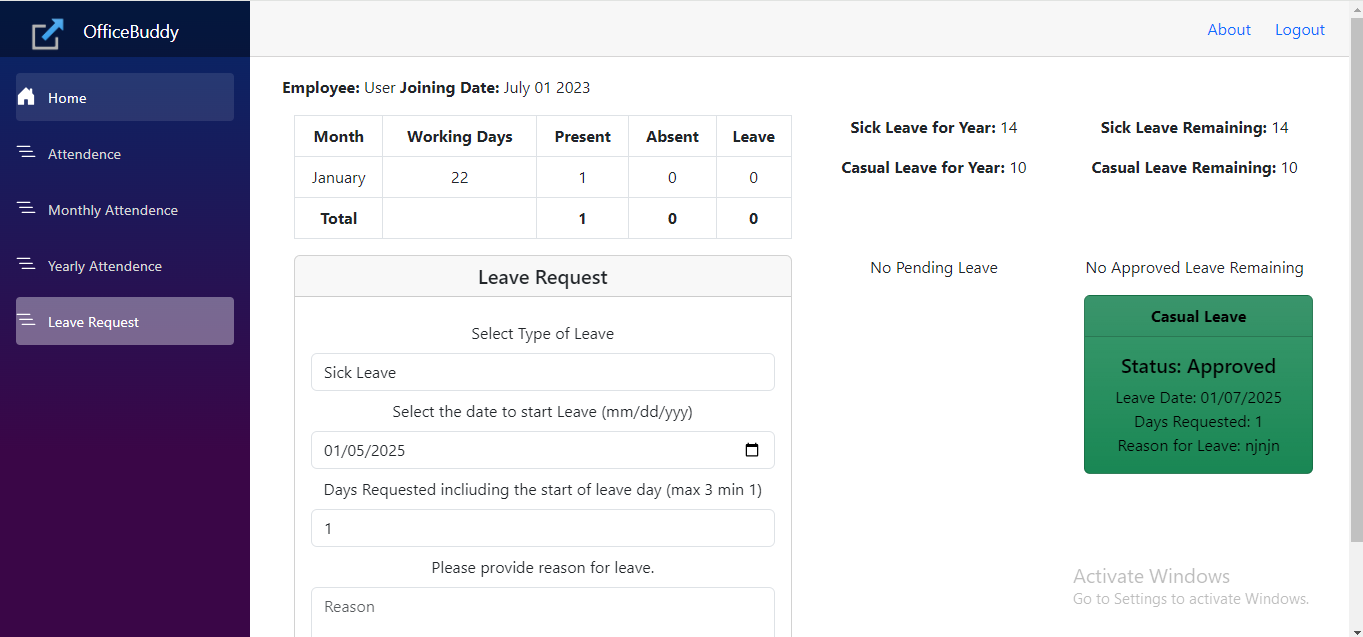 OfficeBuddy
About Logout
Home
Attendence
Monthly Attendence
Yearly Attendence
Leave Request
Employee: User Joining Date: July 01 2023
Month Working Days Present Absent Leave
January 22 1 0 0
Total 1 0 0
Sick Leave for Year: 14 Sick Leave Remaining: 14
Casual Leave for Year: 10 Casual Leave Remaining: 10
Leave Request
Select Type of Leave
Sick Leave
Select the date to start Leave (mm/dd/yyy)
01/05/2025
Days Requested incliuding the start of leave day (max 3 min 1)
1
Please provide reason for leave.
Reason
No Pending Leave
No Approved Leave Remaining
Casual Leave
Status: Approved
Leave Date: 01/07/2025
Days Requested: 1
Reason for Leave: njnjn
Activate Windows
Go to Settings to activate Windows.